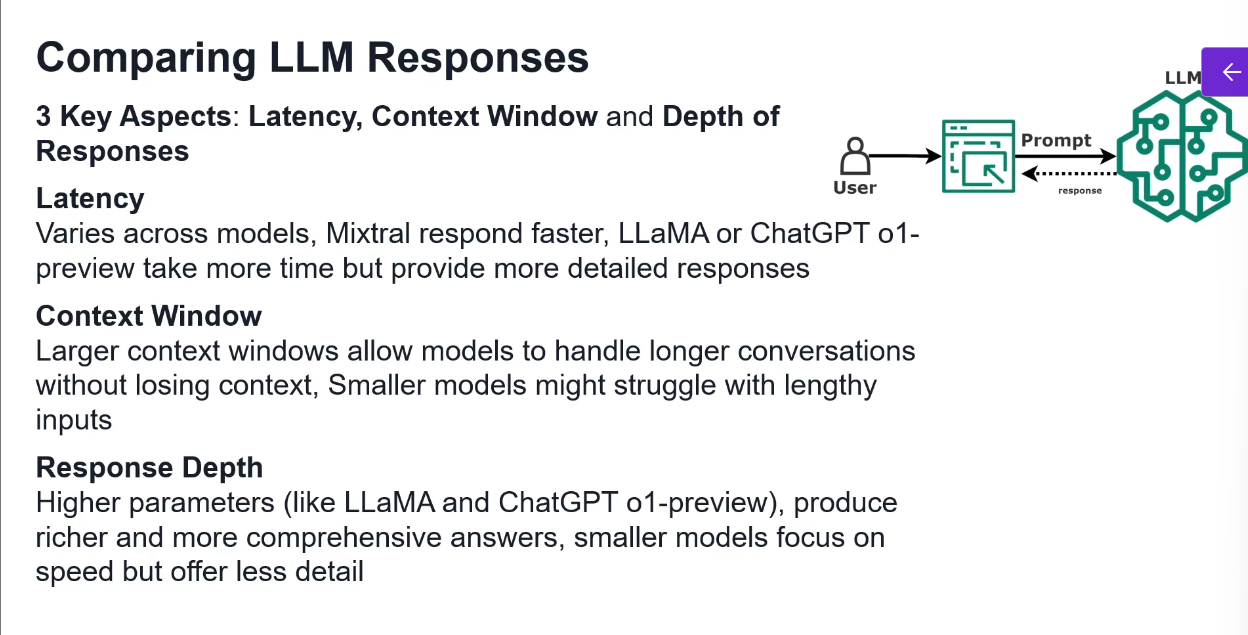 Comparing LLM Responses
3 Key Aspects: Latency, Context Window and Depth of
Responses
Latency
Varies across models, Mixtral respond faster, LLaMA or ChatGPT o1-
preview take more time but provide more detailed responses
Context Window
Larger context windows allow models to handle longer conversations
without losing context, Smaller models might struggle with lengthy
inputs
Response Depth
Higher parameters (like LLaMA and ChatGPT o1-preview), produce
richer and more comprehensive answers, smaller models focus on
speed but offer less detail
LLM
Prompt
User
response